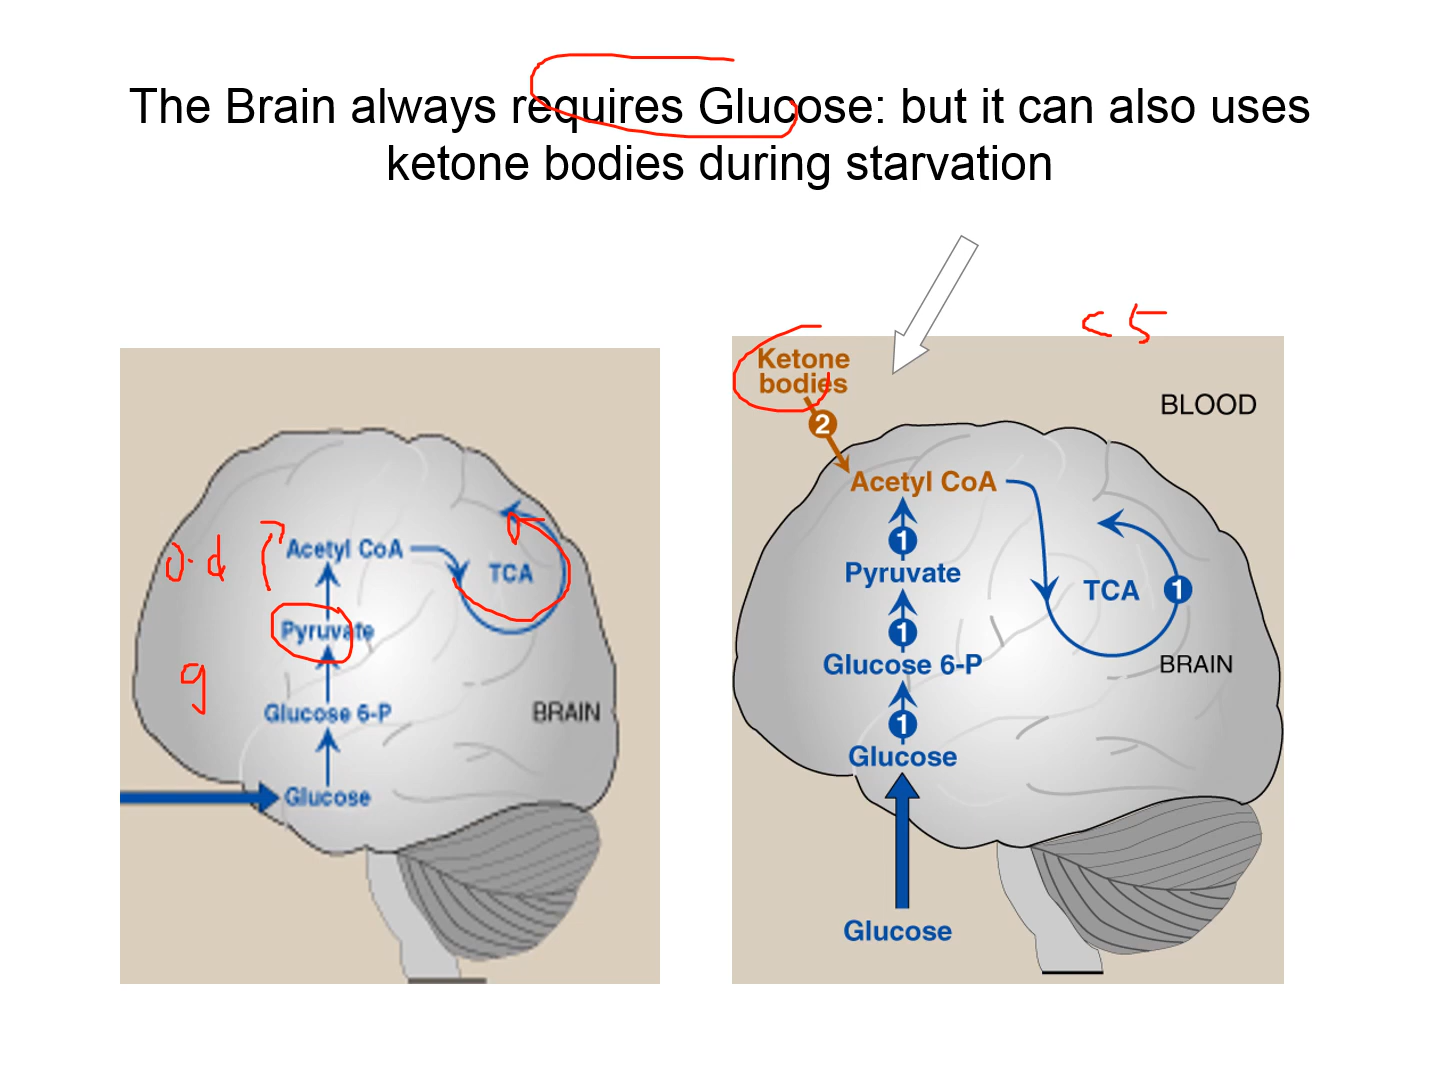 The Brain always requires Glucose: but it can also uses
ketone bodies during starvation
o.d
g
Acetyl CoA
TCA
Pyruvate
Glucose 6-P
BRAIN
Glucose
< 5
Ketone
bodies
BLOOD
2
Acetyl CoA
1
Pyruvate
TCA
1
1
Glucose 6-P
BRAIN
1
Glucose
Glucose